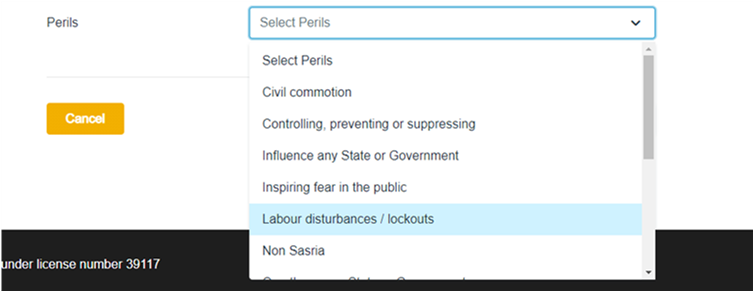 Perils
Select Perils
Select Perils
Civil commotion
Cancel
Controlling, preventing or suppressing
Influence any State or Government
Inspiring fear in the public
Labour disturbances / lockouts
Non Sasria
under license number 39117